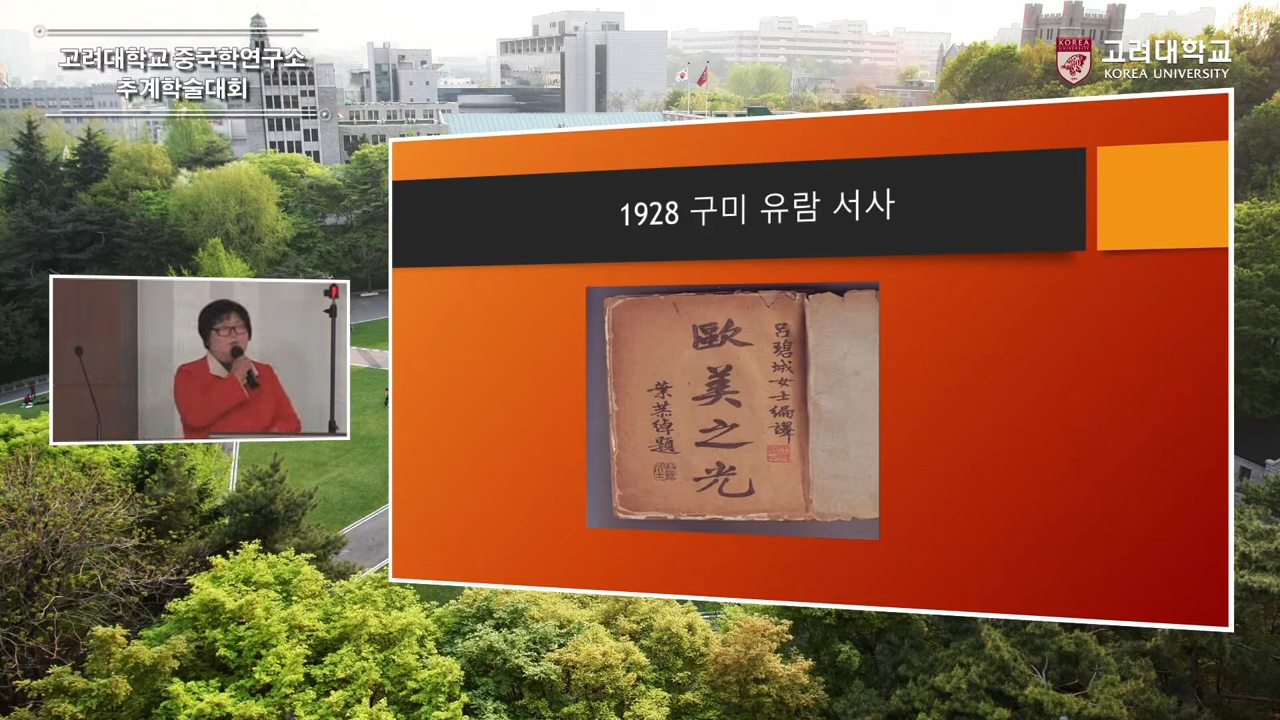 고려대학교 중국학연구소
추계학술대회
KOREA
고려대학교
KOREA UNIVERSITY
1928 구미 유람 서사
呂碧城女士編譯
歐美之光
葉恭綽題